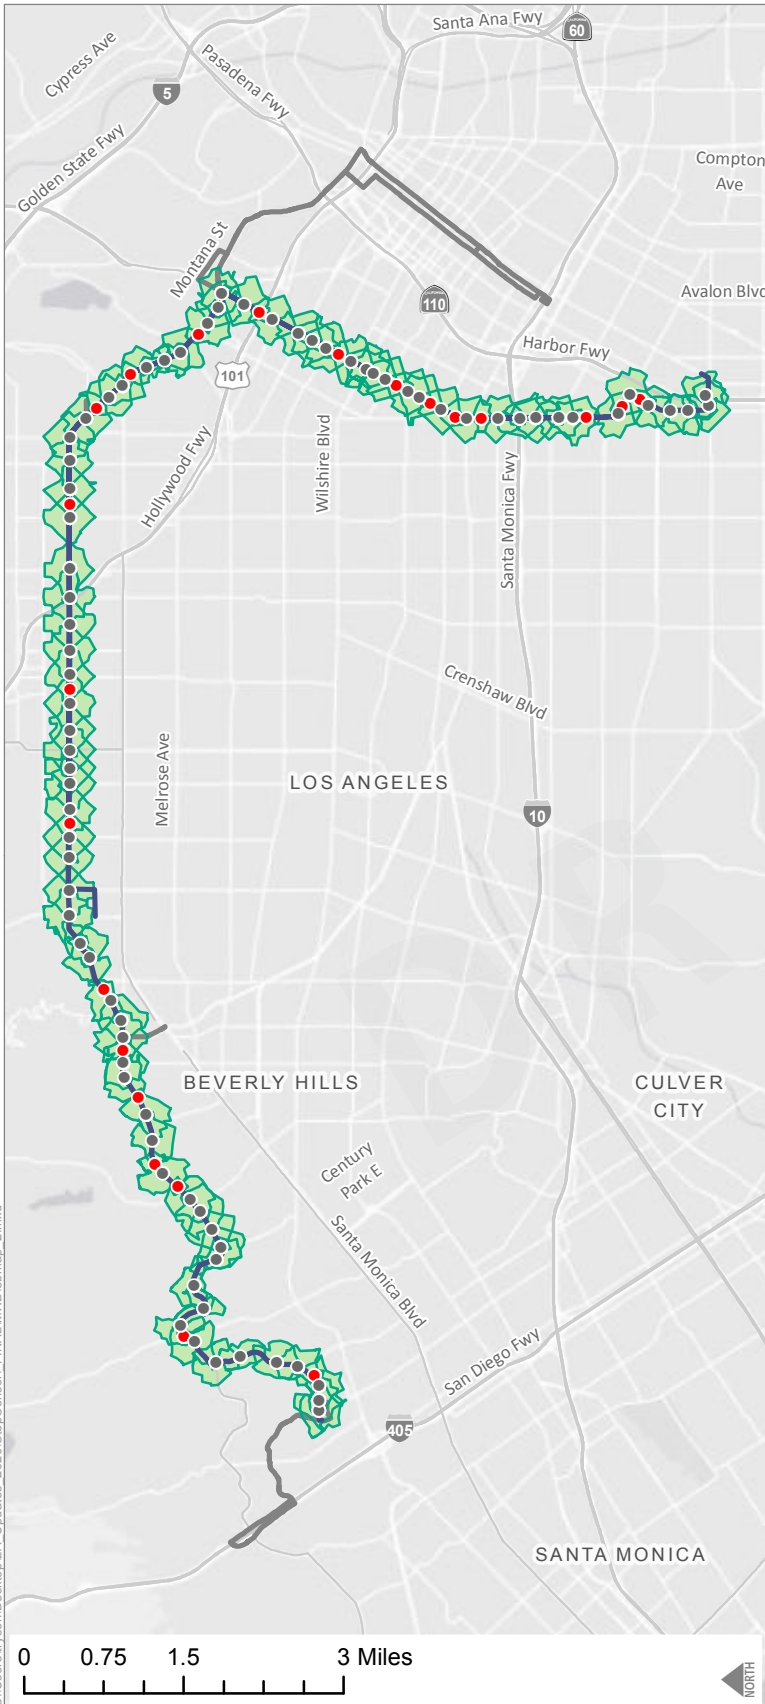 Santa Ana Fwy
60
Cypress Ave
Pasadena Fwy
5
Golden State Fwy
Compton
Ave
Montana St
110
Avalon Blvd
Harbor Fwy
101
Wilshire Blvd
Hollywood Fwy
Santa Monica Fwy
Crenshaw Blvd
Melrose Ave
LOS ANGELES
10
BEVERLY HILLS
CULVER
CITY
Century
Park E
Santa Monica Blvd
San Diego Fwy
405
SANTA MONICA
0 0.75 1.5 3 Miles
NORTH